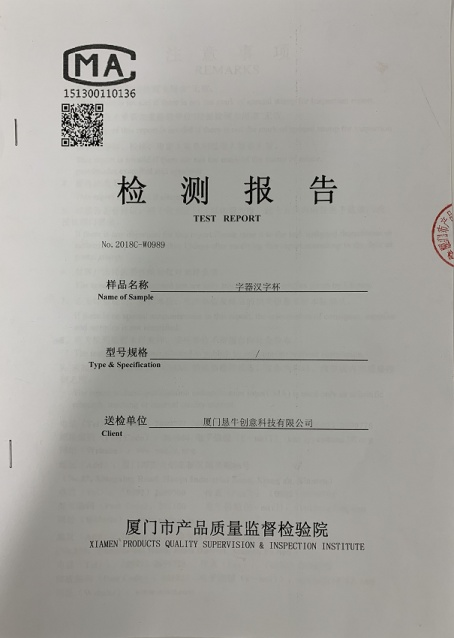 CMA
151300110136
检 测 报 告
TEST REPORT
No. 2018C-W0989
样品名称 字器汉字杯
Name of Sample
型号规格 /
Type & Specification
送检单位 厦门恳牛创意科技有限公司
Client
厦门市产品质量监督检验院
XIAMEN PRODUCTS QUALITY SUPERVISION & INSPECTION INSTITUTE